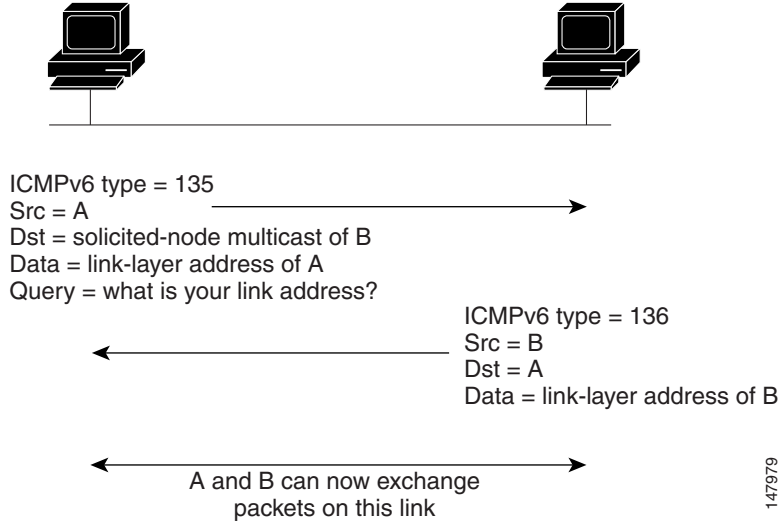 ICMPv6 type = 135
Src = A
Dst = solicited-node multicast of B
Data = link-layer address of A
Query = what is your link address?
ICMPv6 type = 136
Src = B
Dst = A
Data = link-layer address of B
A and B can now exchange
packets on this link
147979